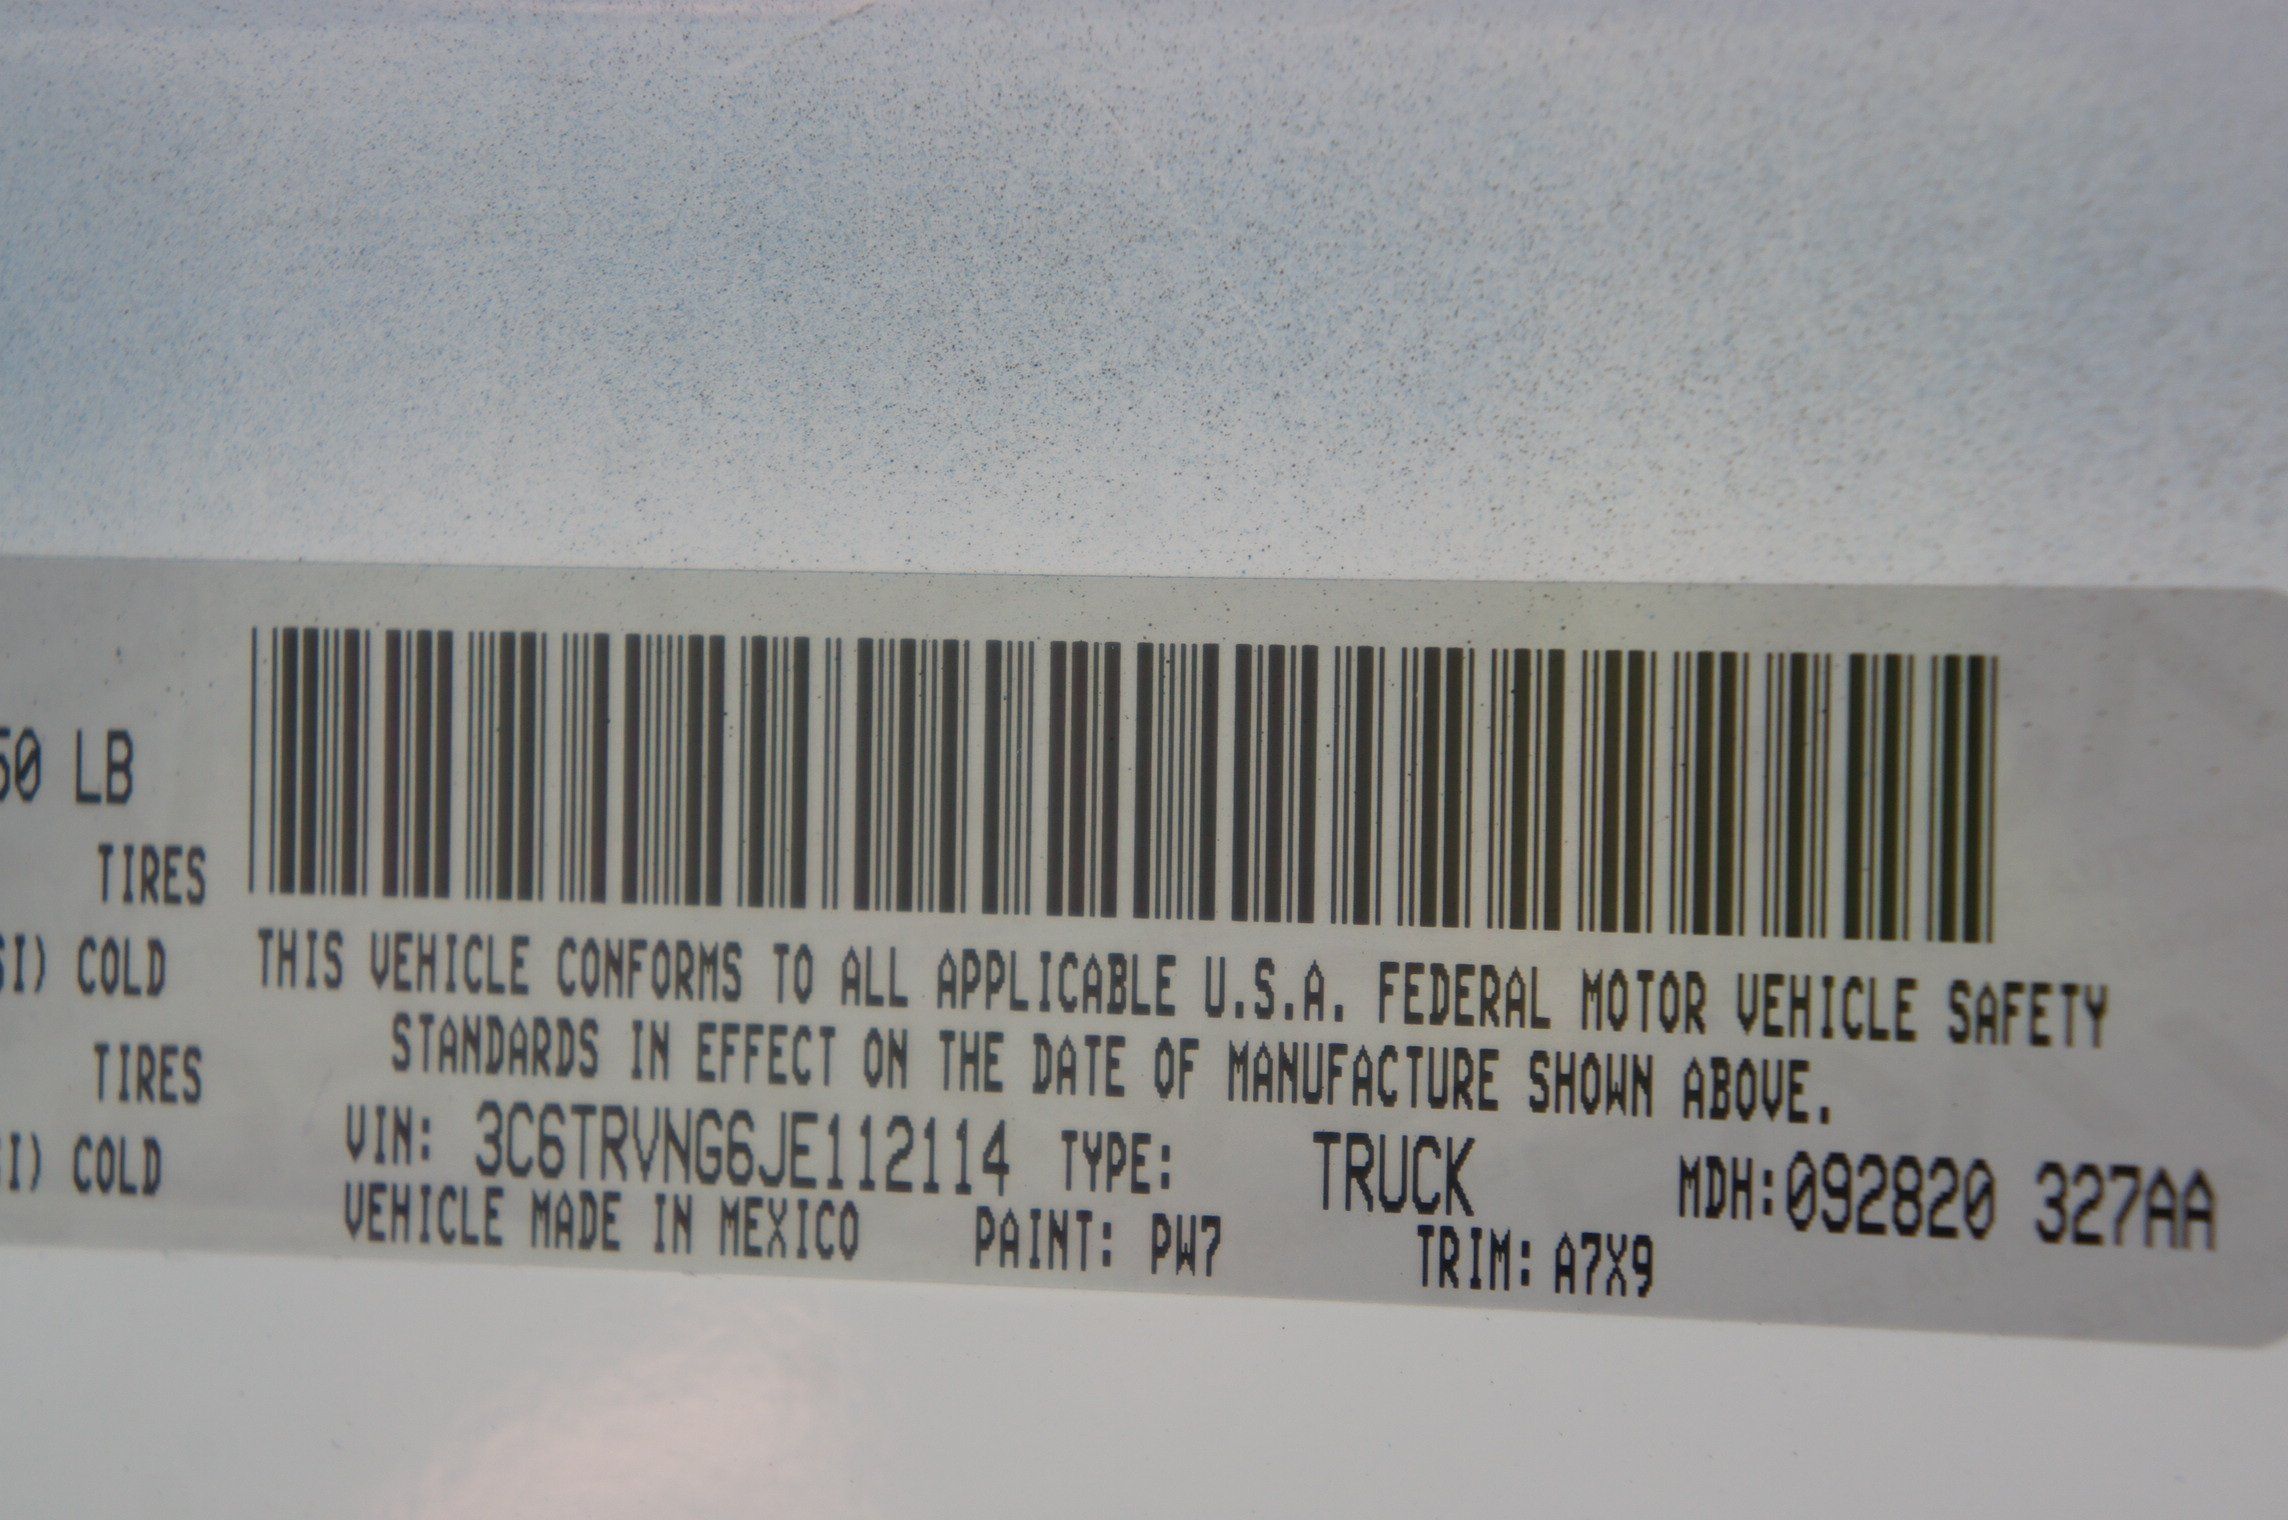 50 LB
TIRES
SI) COLD
TIRES
SI) COLD
THIS VEHICLE CONFORMS TO ALL APPLICABLE U.S.A. FEDERAL MOTOR VEHICLE SAFETY
STANDARDS IN EFFECT ON THE DATE OF MANUFACTURE SHOWN ABOVE.
VIN: 3C6TRVNG6JE112114 TYPE: TRUCK MDH:092820 327AA
VEHICLE MADE IN MEXICO PAINT: PW7 TRIM: A7X9